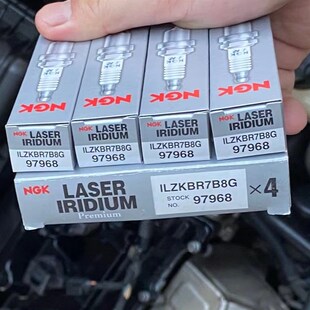 NGK NGK NGK NGK
NGK LASER IRIDIUM
ILZKBR7B8G
97968
NGK LASER IRIDIUM
ILZKBR7B8G
97968
NGK LASER IRIDIUM
ILZKBR7B8G
97968
NGK LASER IRIDIUM
ILZKBR7B8G
97968
NGK LASER IRIDIUM
Premium
ILZKBR7B8G
STOCK NO. 97968
×4